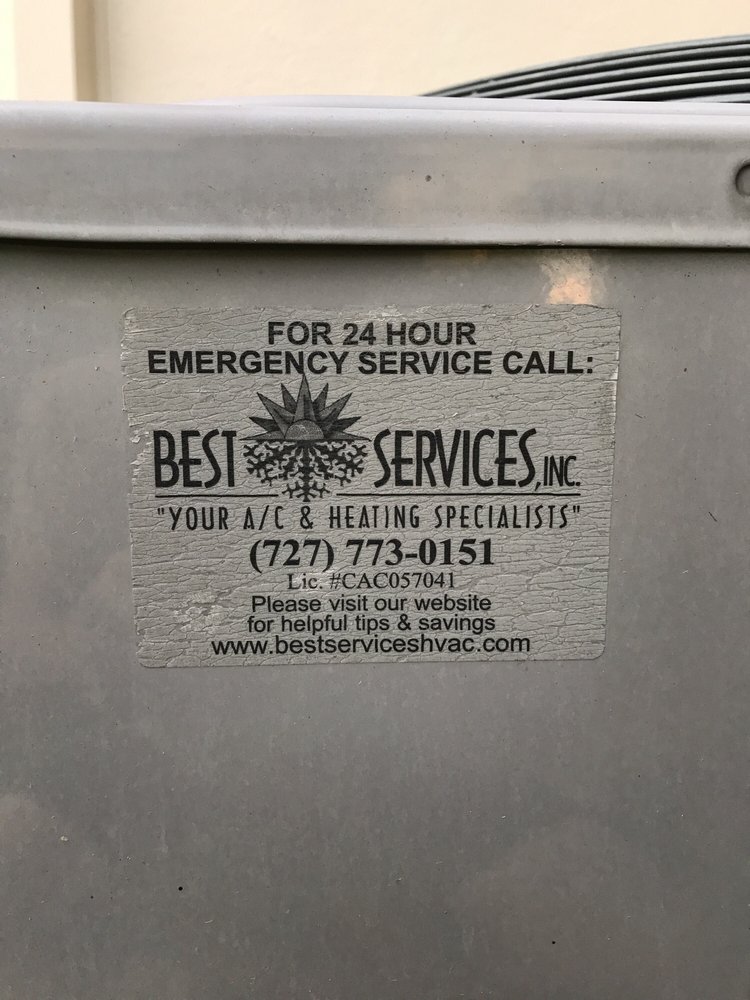 FOR 24 HOUR
EMERGENCY SERVICE CALL:
BEST SERVICES, INC.
"YOUR A/C & HEATING SPECIALISTS"
(727) 773-0151
Lic. #CAC057041
Please visit our website
for helpful tips & savings
www.bestserviceshvac.com